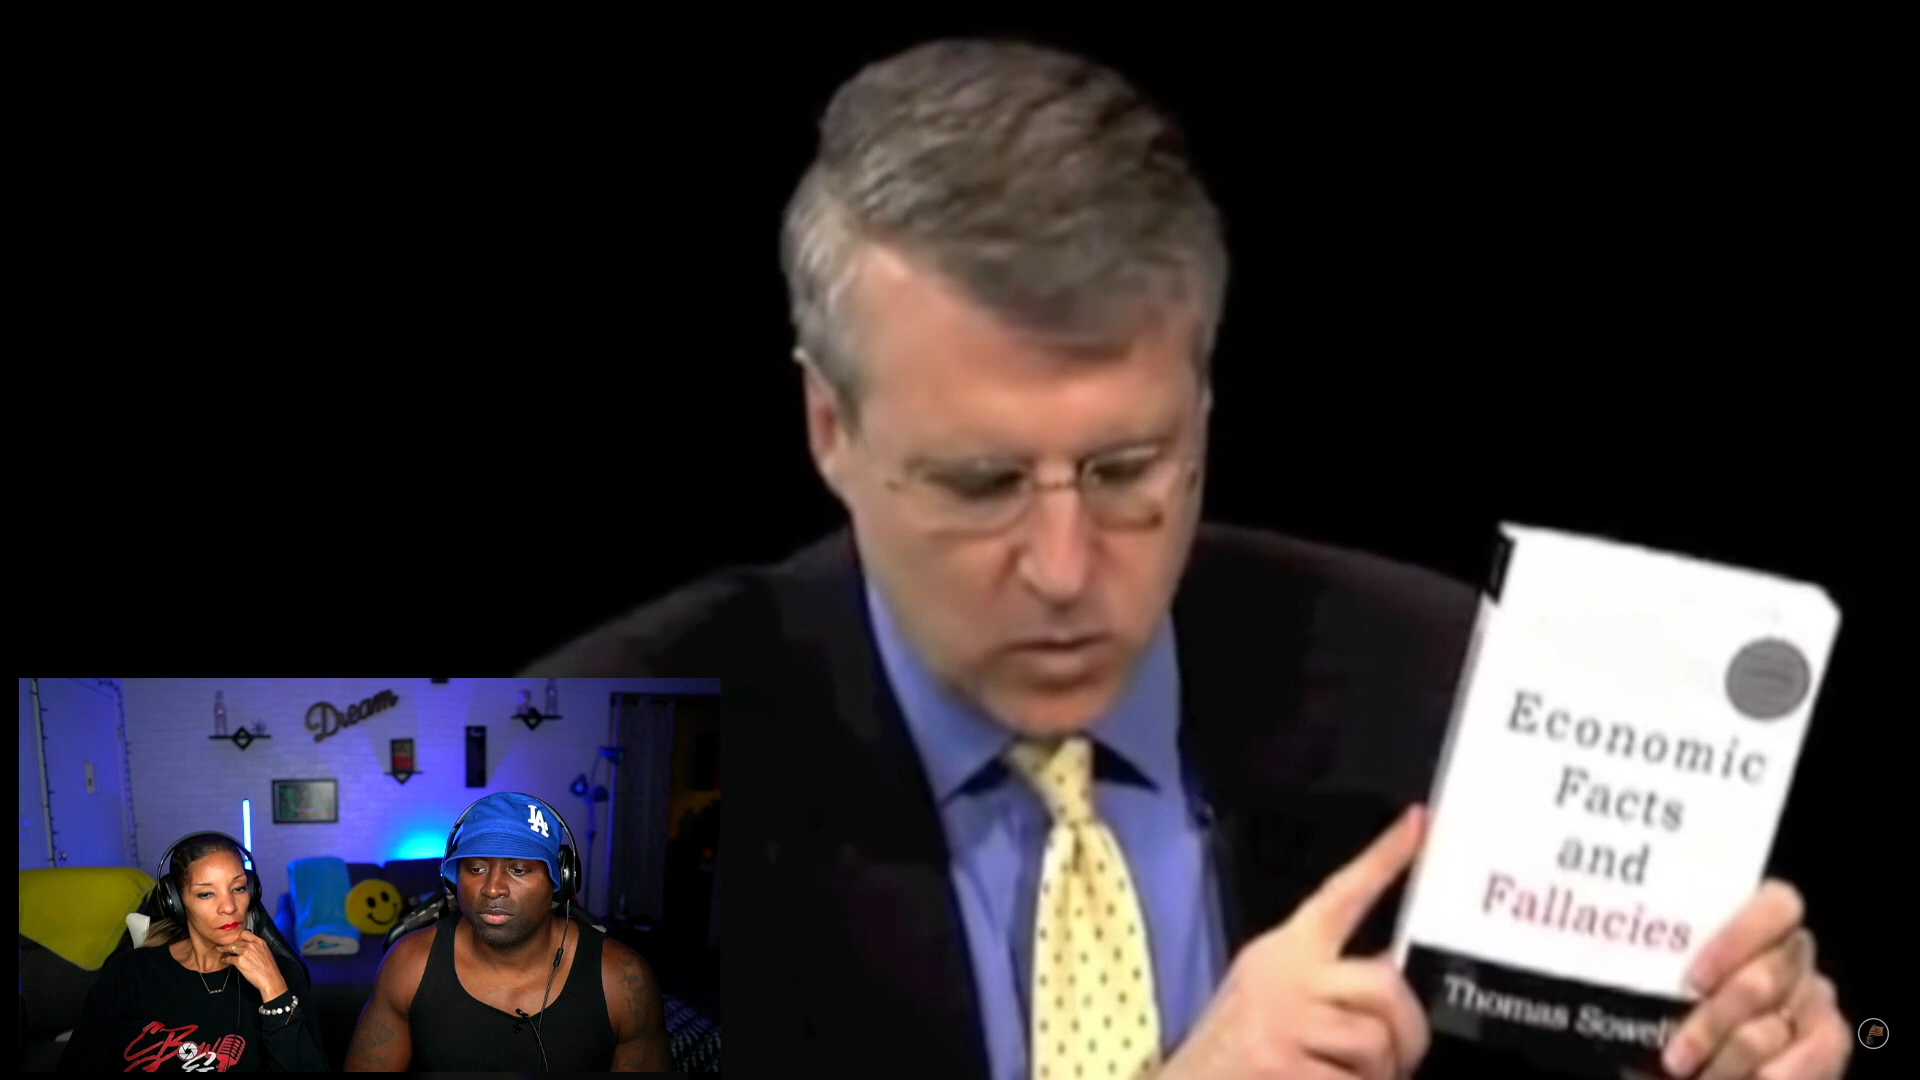 Economic
Facts
and
Fallacies
Thomas Sowell
Dream
LA